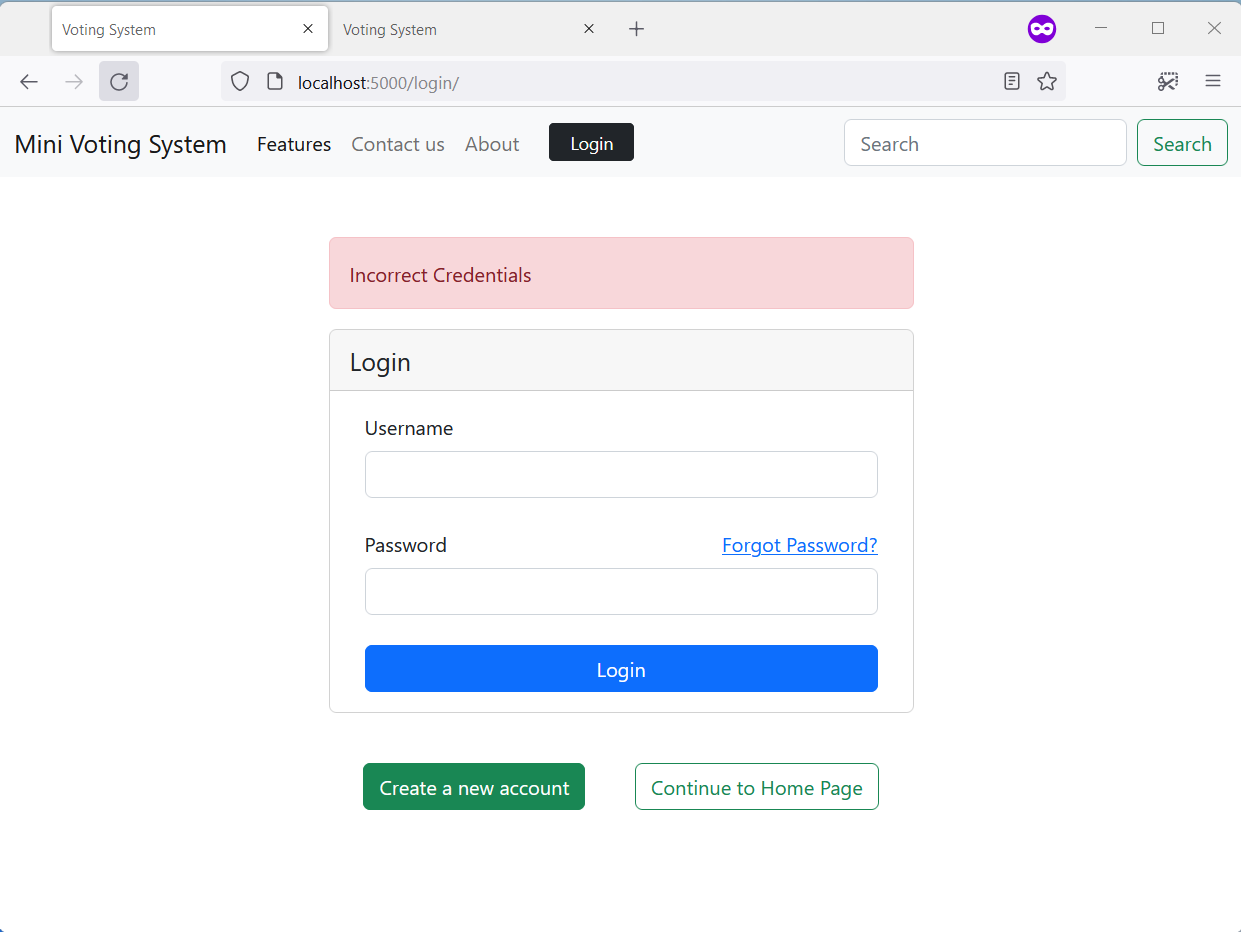 Voting System
Voting System
localhost:5000/login/
Mini Voting System Features Contact us About Login Search Search
Incorrect Credentials
Login
Username
Password Forgot Password?
Login
Create a new account Continue to Home Page